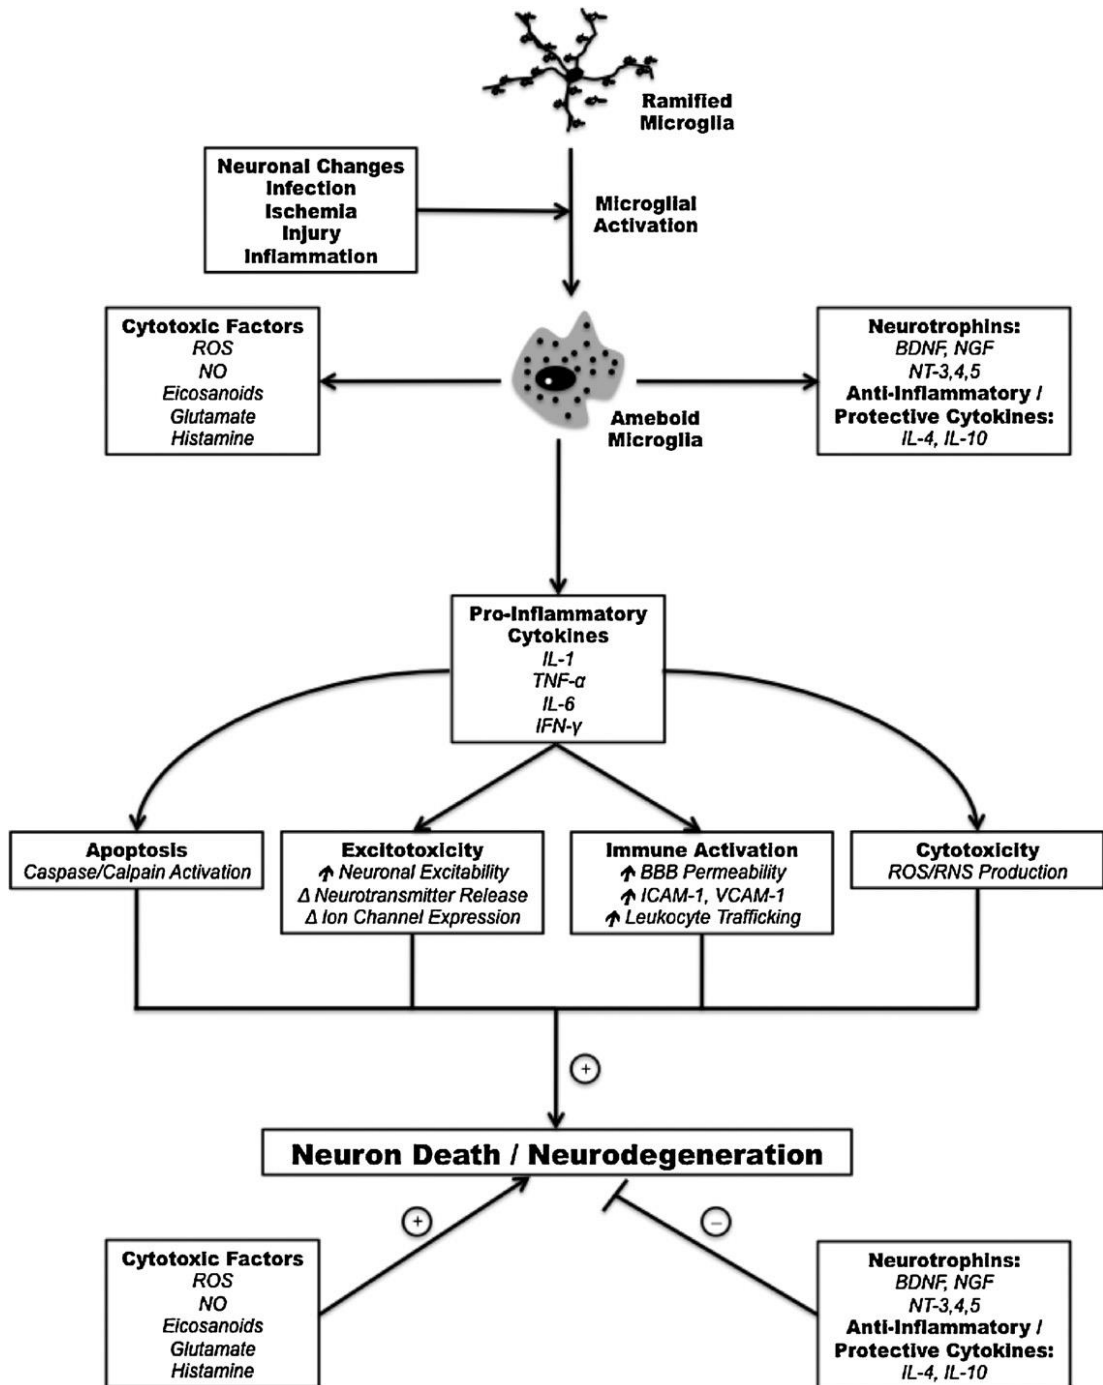 Ramified
Microglia
Neuronal Changes
Infection
Ischemia
Injury
Inflammation
Microglial
Activation
Cytotoxic Factors
ROS
NO
Eicosanoids
Glutamate
Histamine
Ameboid
Microglia
Neurotrophins:
BDNF, NGF
NT-3,4,5
Anti-Inflammatory /
Protective Cytokines:
IL-4, IL-10
Pro-Inflammatory
Cytokines
IL-1
TNF-α
IL-6
IFN-γ
Apoptosis
Caspase/Calpain Activation
Excitotoxicity
↑ Neuronal Excitability
Δ Neurotransmitter Release
Δ Ion Channel Expression
Immune Activation
↑ BBB Permeability
↑ ICAM-1, VCAM-1
↑ Leukocyte Trafficking
Cytotoxicity
ROS/RNS Production
+
Neuron Death / Neurodegeneration
+
−
Cytotoxic Factors
ROS
NO
Eicosanoids
Glutamate
Histamine
Neurotrophins:
BDNF, NGF
NT-3,4,5
Anti-Inflammatory /
Protective Cytokines:
IL-4, IL-10